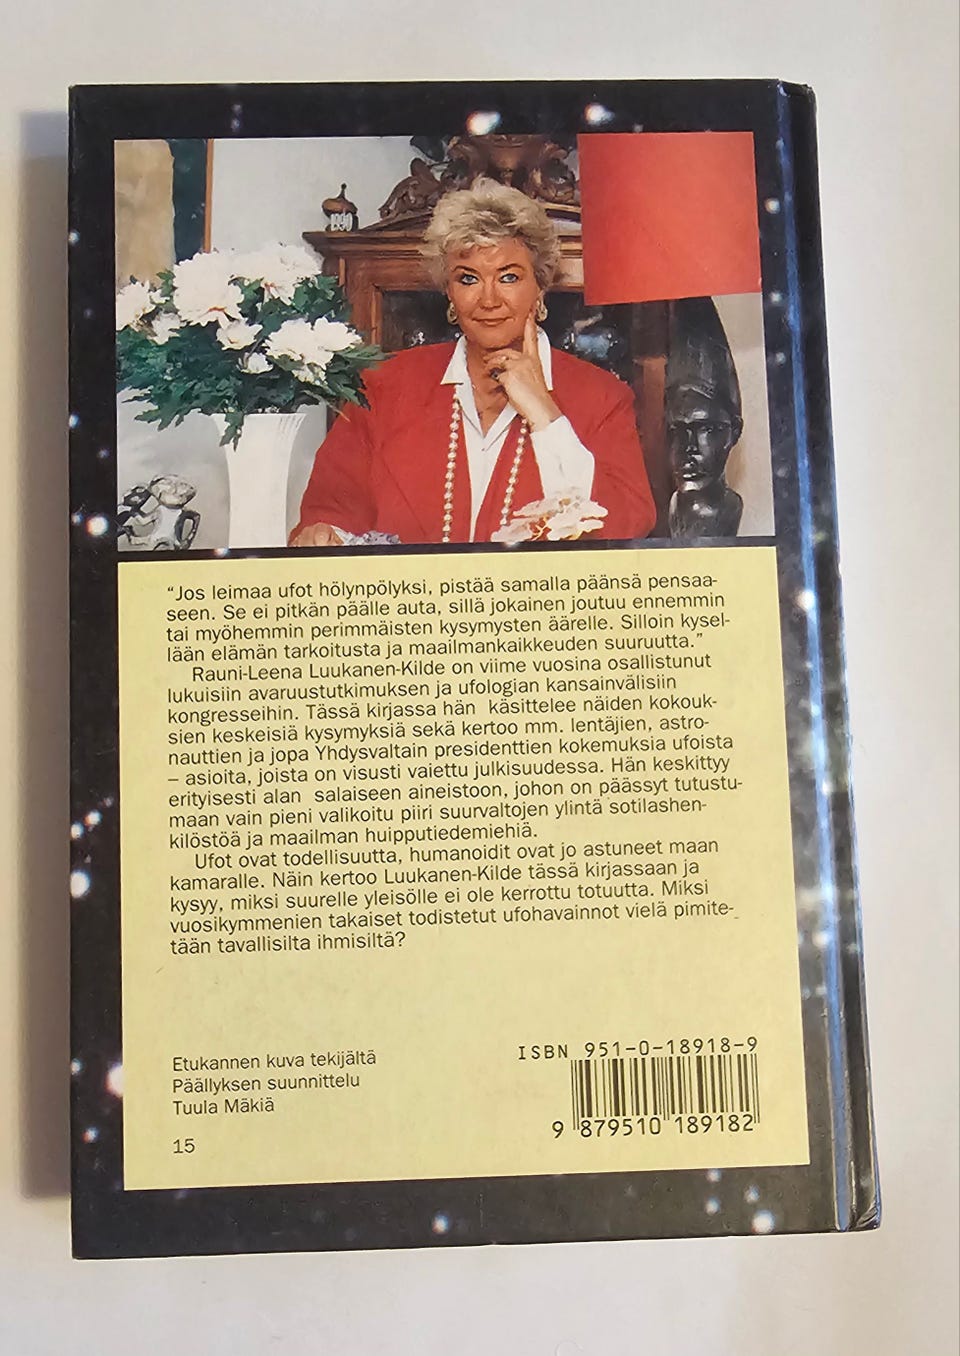 1990
“Jos leimaa ufot hölynpölyksi, pistää samalla päänsä pensaa-
seen. Se ei pitkän päälle auta, sillä jokainen joutuu ennemmin
tai myöhemmin perimmäisten kysymysten äärelle. Silloin kysel-
lään elämän tarkoitusta ja maailmankaikkeuden suuruutta.”
Rauni-Leena Luukanen-Kilde on viime vuosina osallistunut
lukuisiin avaruustutkimuksen ja ufologian kansainvälisiin
kongresseihin. Tässä kirjassa hän käsittelee näiden kokouk-
sien keskeisiä kysymyksiä sekä kertoo mm. lentäjien, astro-
nauttien ja jopa Yhdysvaltain presidenttien kokemuksia ufoista
– asioita, joista on visusti vaiettu julkisuudessa. Hän keskittyy
erityisesti alan salaiseen aineistoon, johon on päässyt tutustu-
maan vain pieni valikoitu piiri suurvaltojen ylintä sotilashen-
kilöstöä ja maailman huipputiedemiehiä.
Ufot ovat todellisuutta, humanoidit ovat jo astuneet maan
kamaralle. Näin kertoo Luukanen-Kilde tässä kirjassaan ja
kysyy, miksi suurelle yleisölle ei ole kerrottu totuutta. Miksi
vuosikymmenien takaiset todistetut ufohavainnot vielä pimite-
tään tavallisilta ihmisiltä?
Etukannen kuva tekijältä
Päällyksen suunnittelu
Tuula Mäkiä
15
ISBN 951-0-18918-9
9 879510 189182